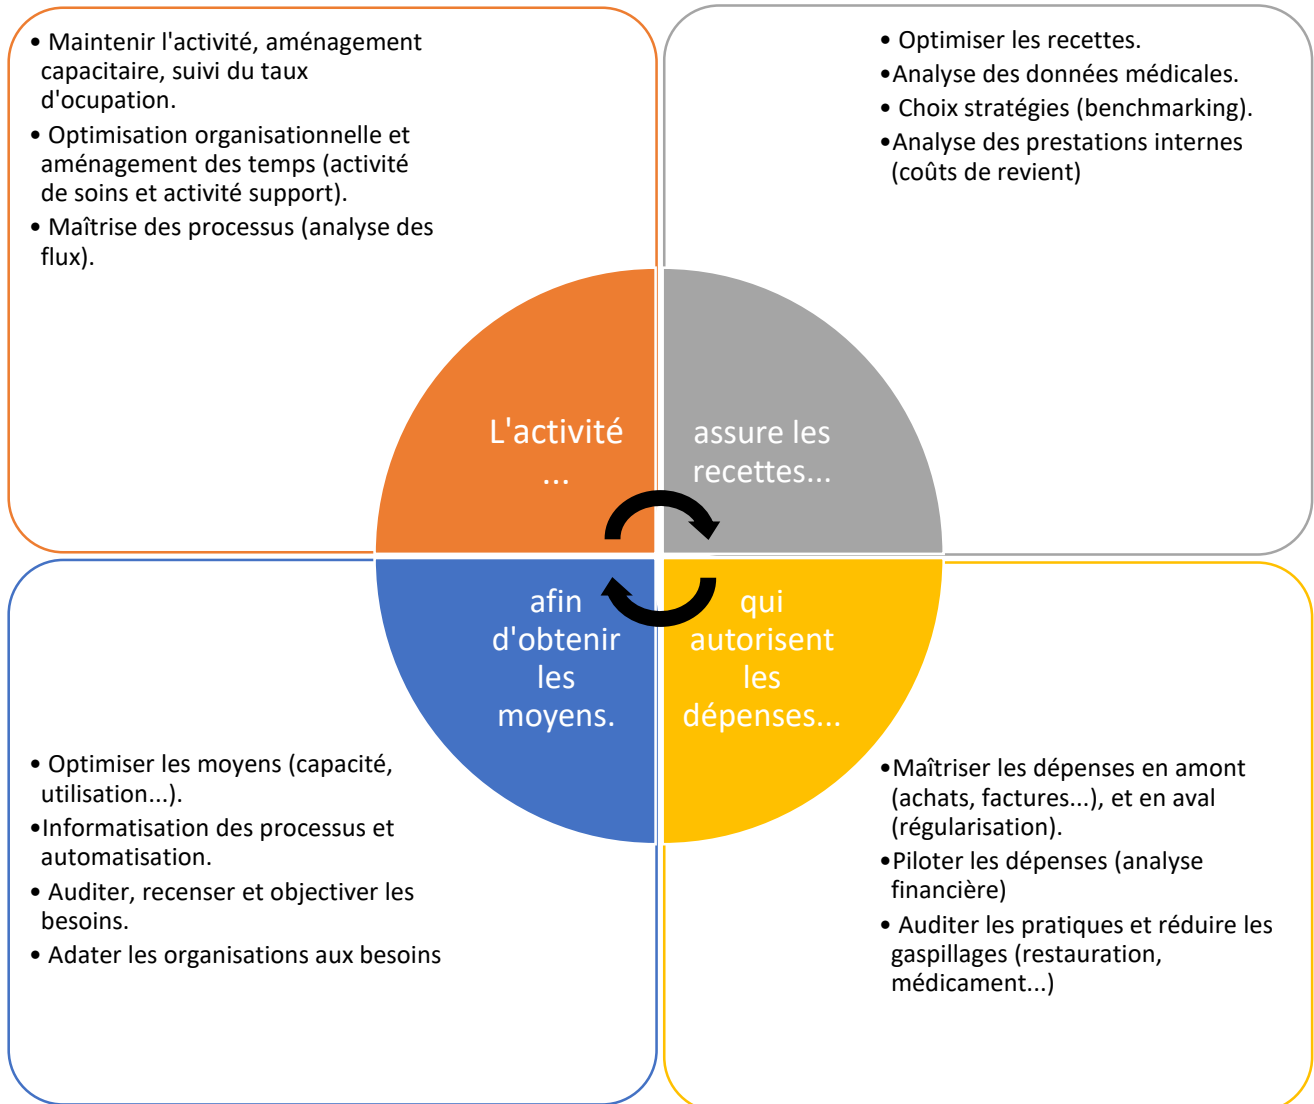 • Maintenir l'activité, aménagement
capacitaire, suivi du taux
d'ocupation.
• Optimisation organisationnelle et
aménagement des temps (activité
de soins et activité support).
• Maîtrise des processus (analyse des
flux).
• Optimiser les recettes.
•Analyse des données médicales.
• Choix stratégies (benchmarking).
•Analyse des prestations internes
(coûts de revient)
L'activité
...
assure les
recettes...
afin
d'obtenir
les
moyens.
qui
autorisent
les
dépenses...
• Optimiser les moyens (capacité,
utilisation...).
•Informatisation des processus et
automatisation.
• Auditer, recenser et objectiver les
besoins.
• Adater les organisations aux besoins
•Maîtriser les dépenses en amont
(achats, factures...), et en aval
(régularisation).
•Piloter les dépenses (analyse
financière)
• Auditer les pratiques et réduire les
gaspillages (restauration,
médicament...)